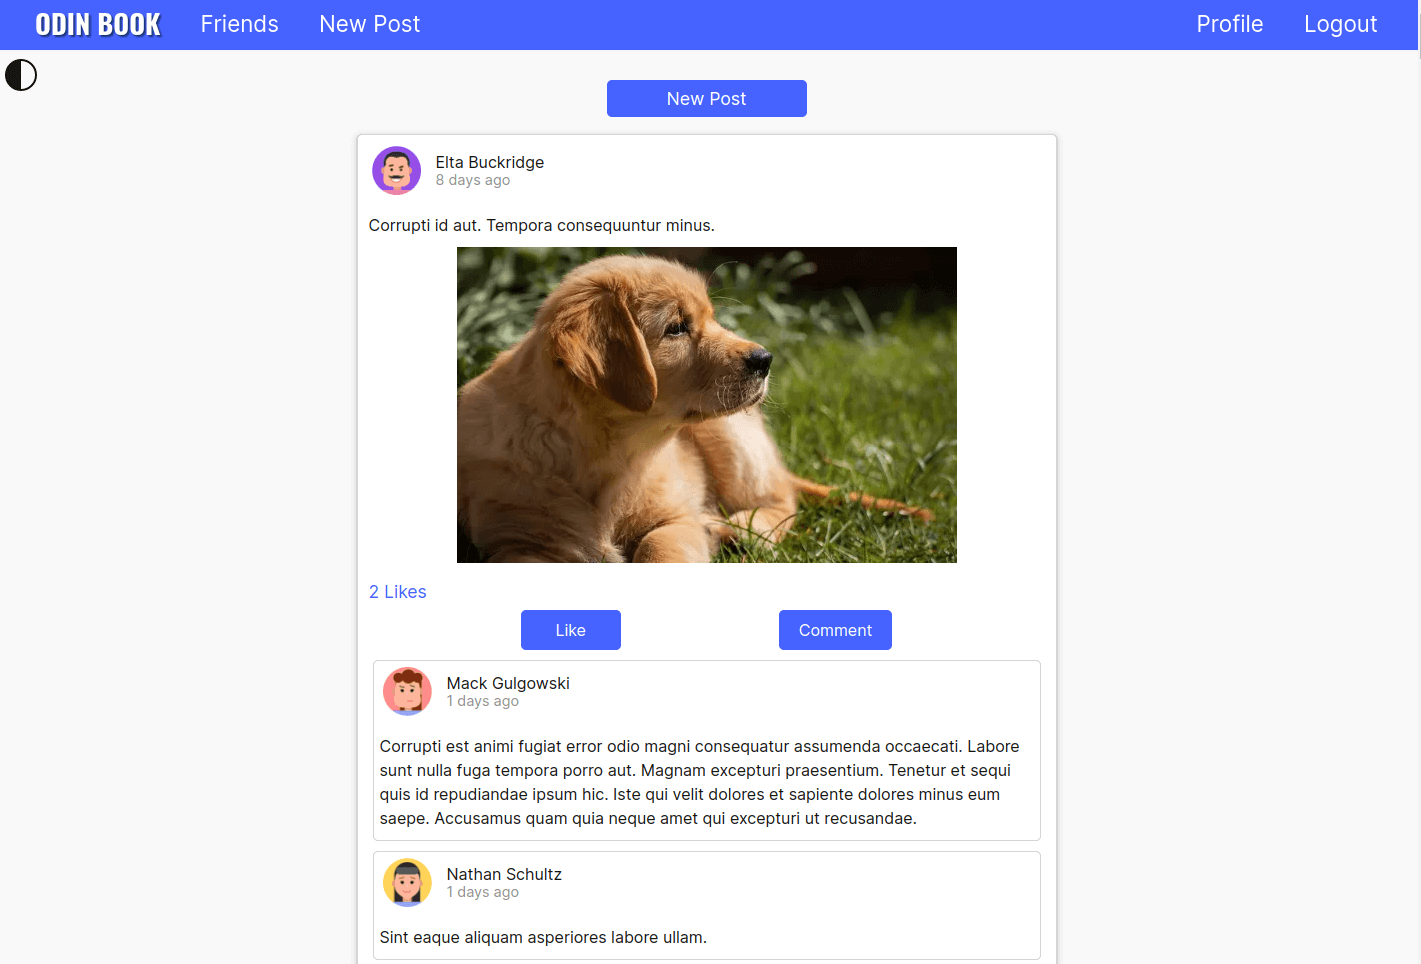 ODIN BOOK Friends New Post Profile Logout
New Post
Elta Buckridge
8 days ago
Corrupti id aut. Tempora consequuntur minus.
2 Likes
Like Comment
Mack Gulgowski
1 days ago
Corrupti est animi fugiat error odio magni consequatur assumenda occaecati. Labore
sunt nulla fuga tempora porro aut. Magnam excepturi praesentium. Tenetur et sequi
quis id repudiandae ipsum hic. Iste qui velit dolores et sapiente dolores minus eum
saepe. Accusamus quam quia neque amet qui excepturi ut recusandae.
Nathan Schultz
1 days ago
Sint eaque aliquam asperiores labore ullam.